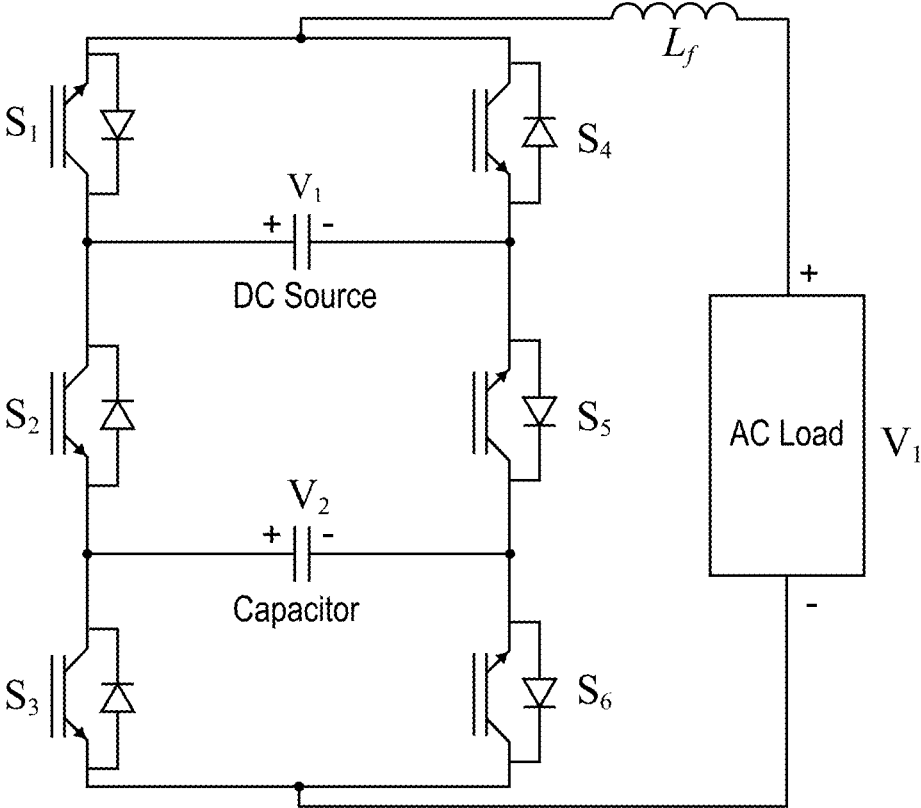 L_f
S_1
S_4
V_1
+ -
DC Source
+
S_2
S_5
AC Load
V_1
V_2
+ -
Capacitor
-
S_3
S_6